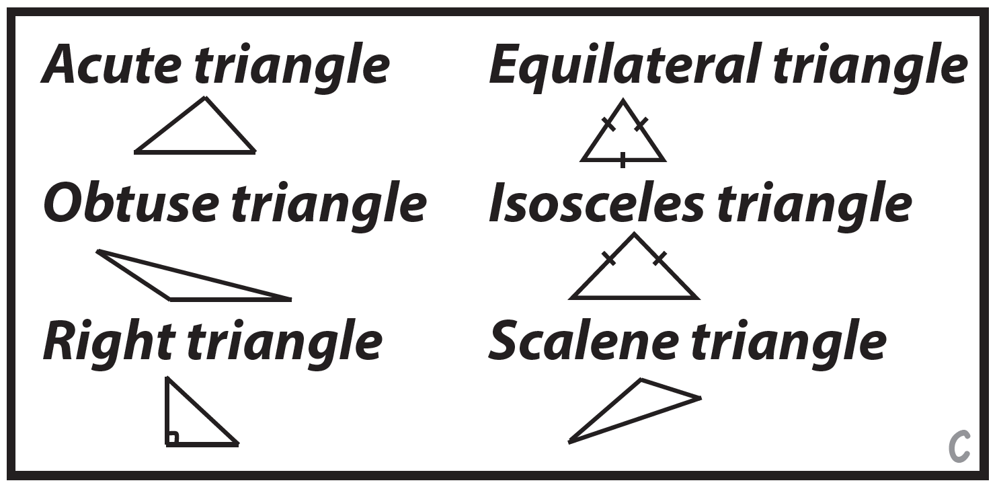 Acute triangle
Equilateral triangle
Obtuse triangle
Isosceles triangle
Right triangle
Scalene triangle
C